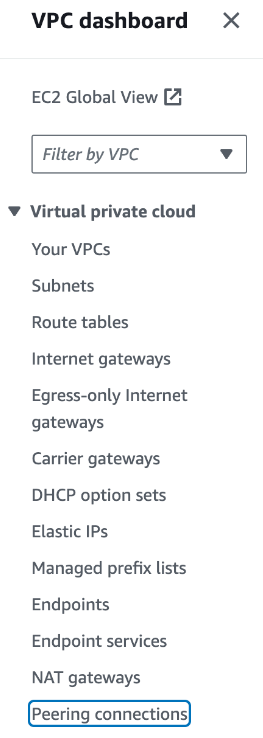 VPC dashboard
EC2 Global View
Filter by VPC
Virtual private cloud
Your VPCs
Subnets
Route tables
Internet gateways
Egress-only Internet
gateways
Carrier gateways
DHCP option sets
Elastic IPs
Managed prefix lists
Endpoints
Endpoint services
NAT gateways
Peering connections